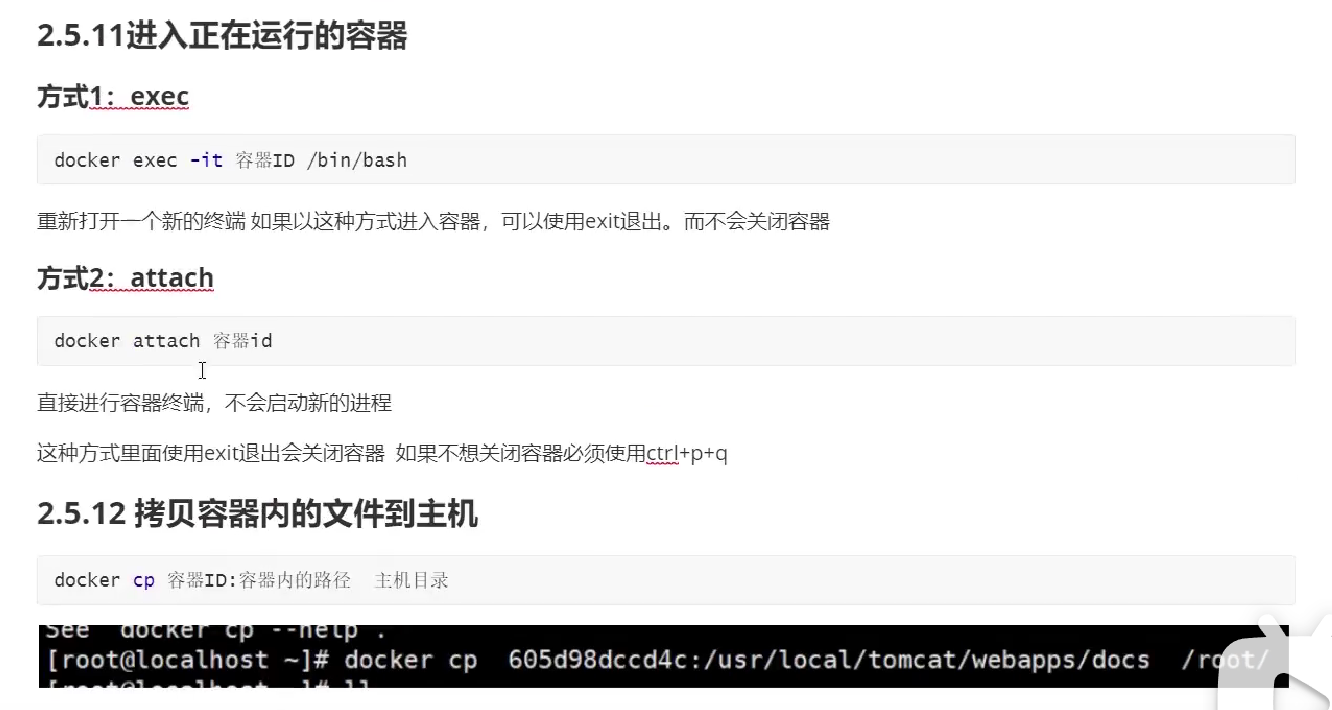 2.5.11进入正在运行的容器
方式1：exec
docker exec -it 容器ID /bin/bash
重新打开一个新的终端 如果以这种方式进入容器，可以使用exit退出。而不会关闭容器
方式2：attach
docker attach 容器id
直接进行容器终端，不会启动新的进程
这种方式里面使用exit退出会关闭容器 如果不想关闭容器必须使用ctrl+p+q
2.5.12 拷贝容器内的文件到主机
docker cp 容器ID:容器内的路径 主机目录
See 'docker cp --help'.
[root@localhost ~]# docker cp 605d98dccd4c:/usr/local/tomcat/webapps/docs /root/
[root@localhost ~]# ll